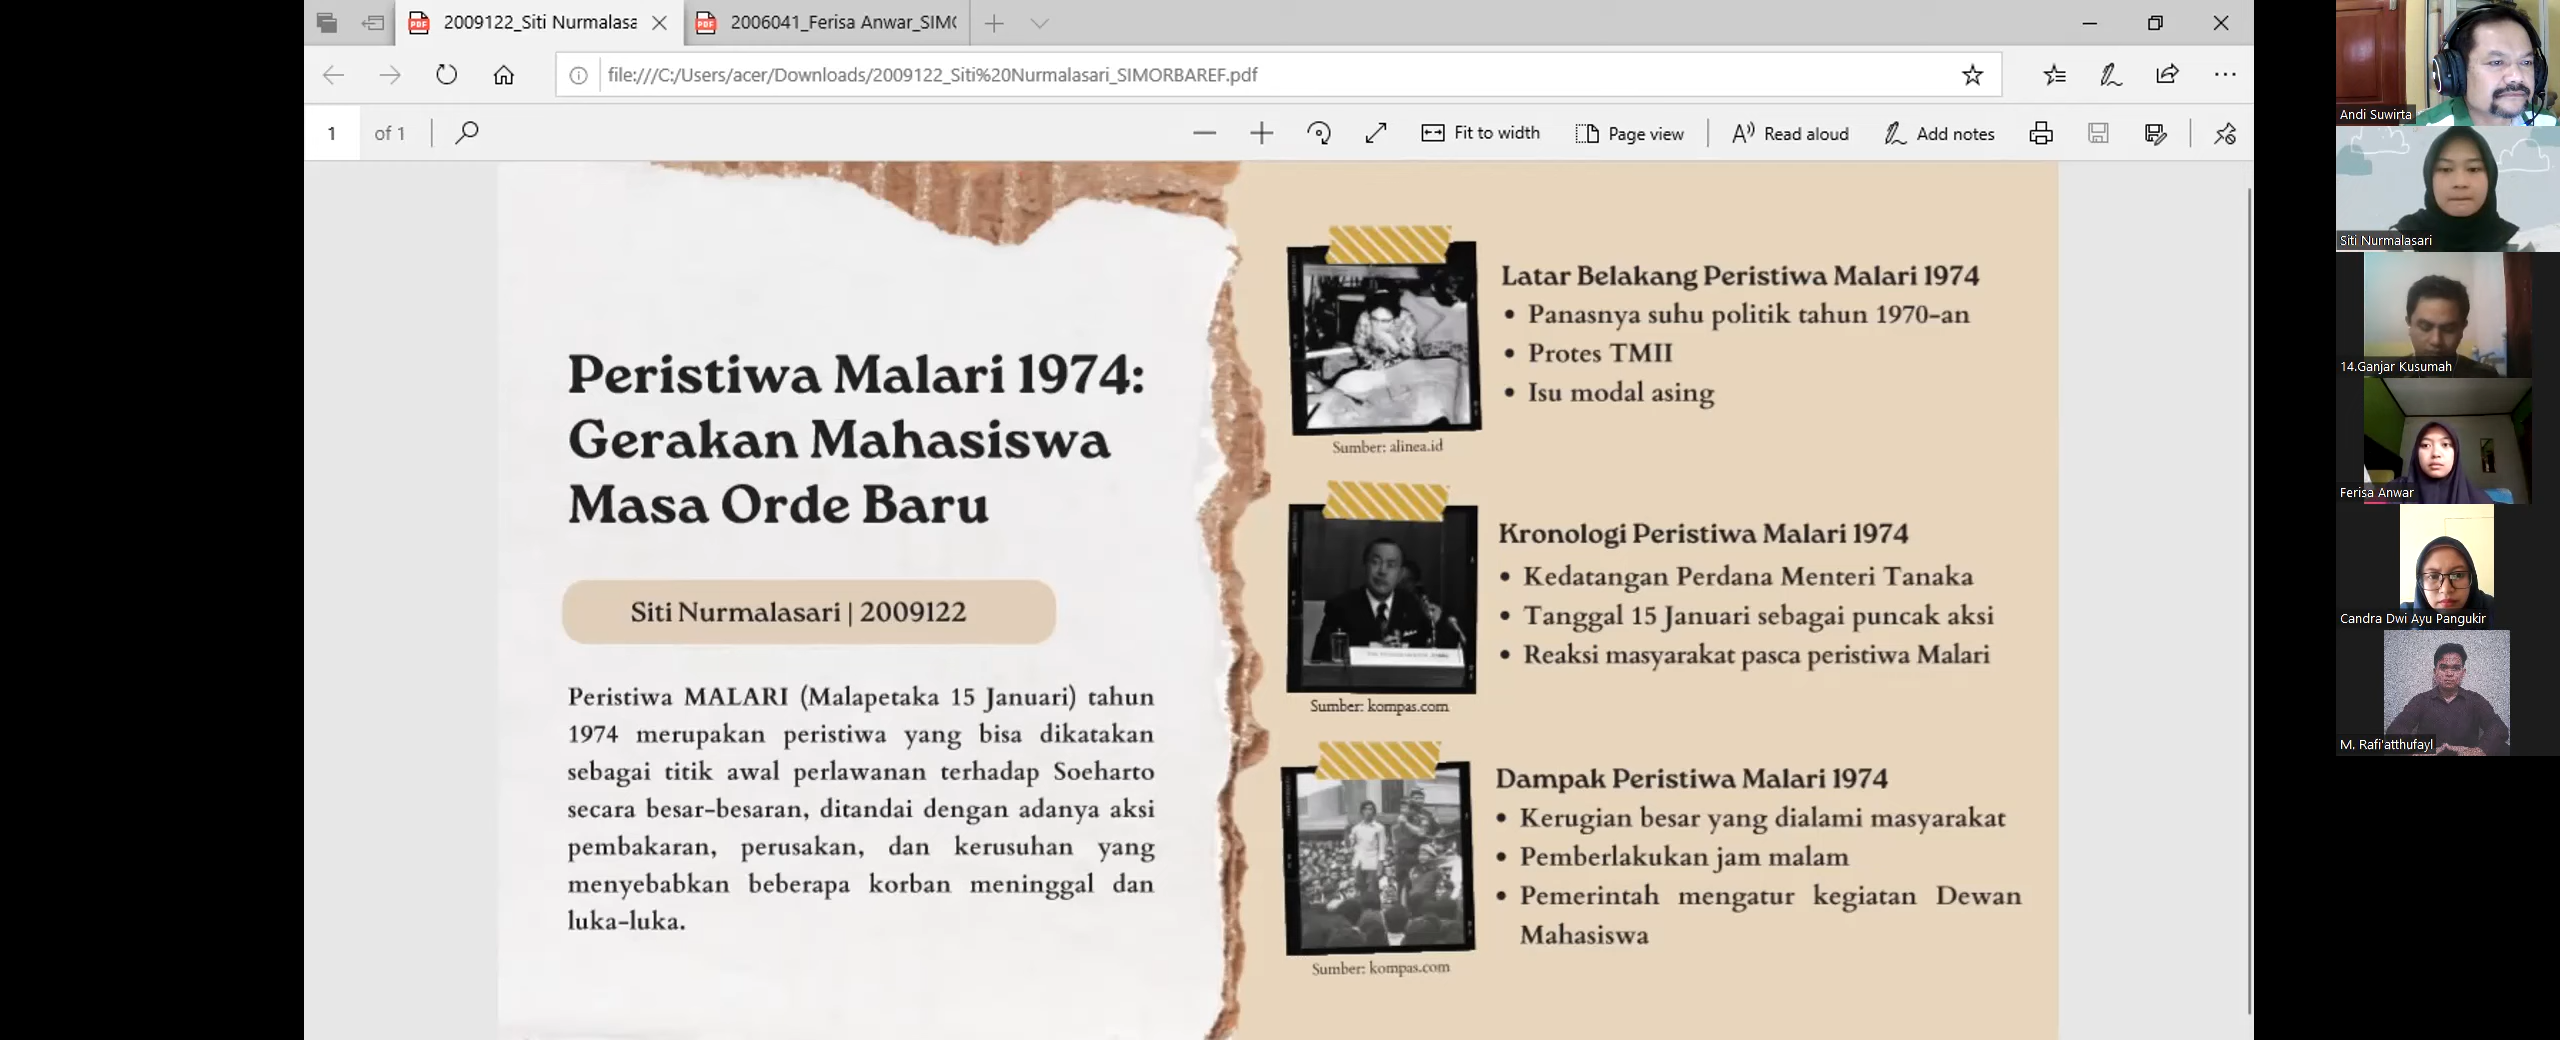 2009122_Siti Nurmalasa
2006041_Ferisa Anwar_SIM
file:///C:/Users/acer/Downloads/2009122_Siti%20Nurmalasari_SIMORBAREF.pdf
1 of 1
Fit to width
Page view
Read aloud
Add notes
Peristiwa Malari 1974:
Gerakan Mahasiswa
Masa Orde Baru
Siti Nurmalasari | 2009122
Peristiwa MALARI (Malapetaka 15 Januari) tahun
1974 merupakan peristiwa yang bisa dikatakan
sebagai titik awal perlawanan terhadap Soeharto
secara besar-besaran, ditandai dengan adanya aksi
pembakaran, perusakan, dan kerusuhan yang
menyebabkan beberapa korban meninggal dan
luka-luka.
Latar Belakang Peristiwa Malari 1974
• Panasnya suhu politik tahun 1970-an
• Protes TMII
• Isu modal asing
Sumber: alinea.id
Kronologi Peristiwa Malari 1974
• Kedatangan Perdana Menteri Tanaka
• Tanggal 15 Januari sebagai puncak aksi
• Reaksi masyarakat pasca peristiwa Malari
Sumber: kompas.com
Dampak Peristiwa Malari 1974
• Kerugian besar yang dialami masyarakat
• Pemberlakukan jam malam
• Pemerintah mengatur kegiatan Dewan
Mahasiswa
Sumber: kompas.com
Andi Suwirta
Siti Nurmalasari
14.Ganjar Kusumah
Ferisa Anwar
Candra Dwi Ayu Pangukir
M. Rafi'atthufayl